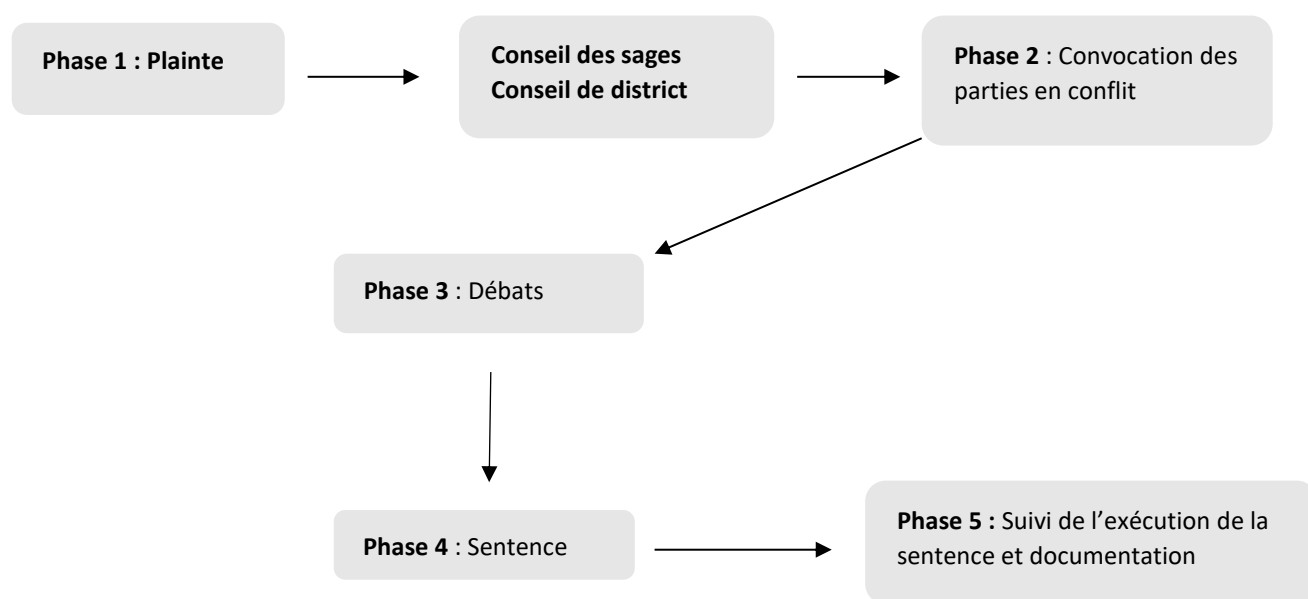 Phase 1 : Plainte
Conseil des sages
Conseil de district
Phase 2 : Convocation des
parties en conflit
Phase 3 : Débats
Phase 4 : Sentence
Phase 5 : Suivi de l’exécution de la
sentence et documentation